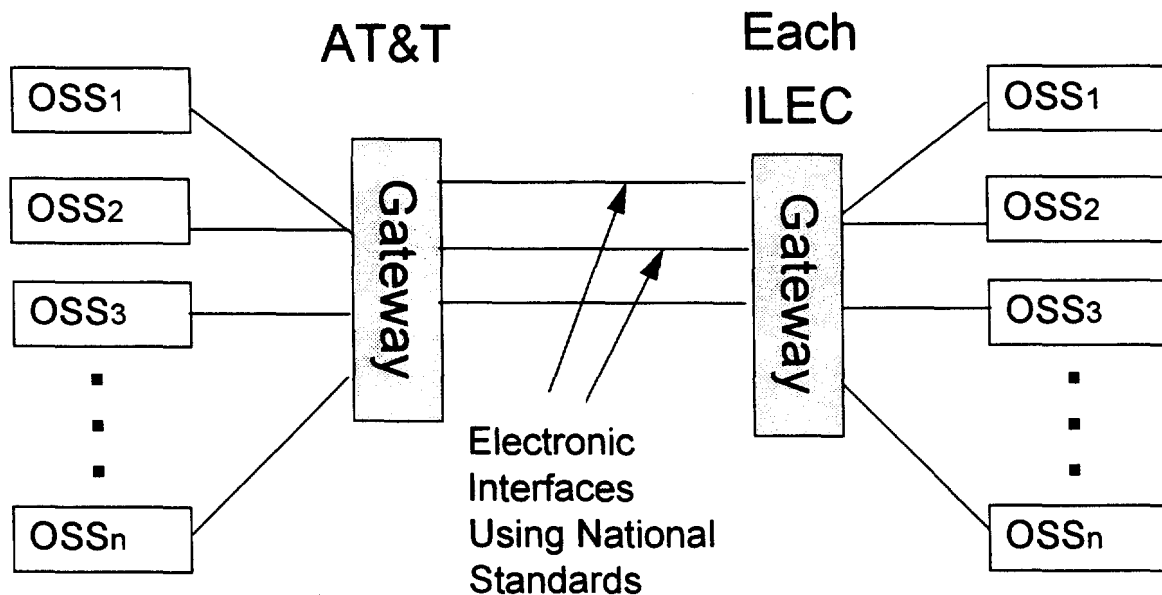 AT&T
Each
ILEC
OSS1
OSS2
OSS3
OSSn
Gateway
Gateway
OSS1
OSS2
OSS3
OSSn
Electronic
Interfaces
Using National
Standards